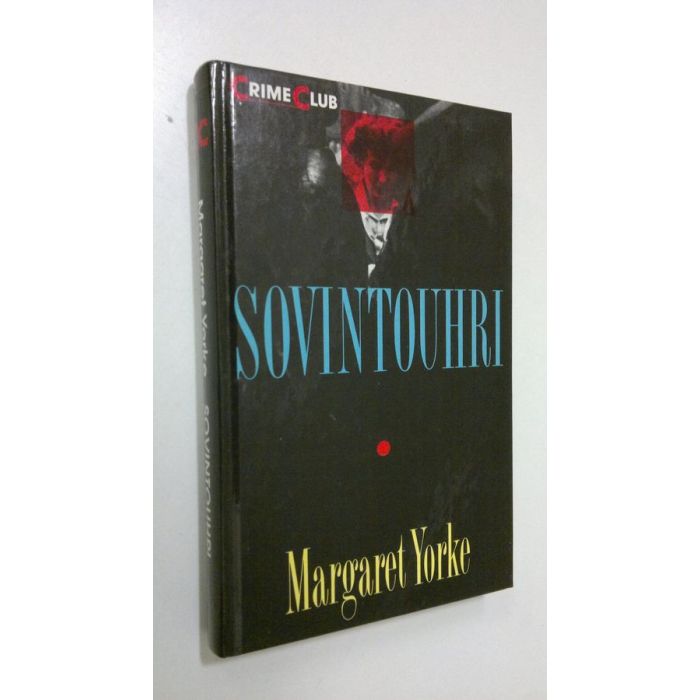 CRIME CLUB
SOVINTOUHRI
Margaret Yorke
C Margaret Yorke SOVINTOUHRI